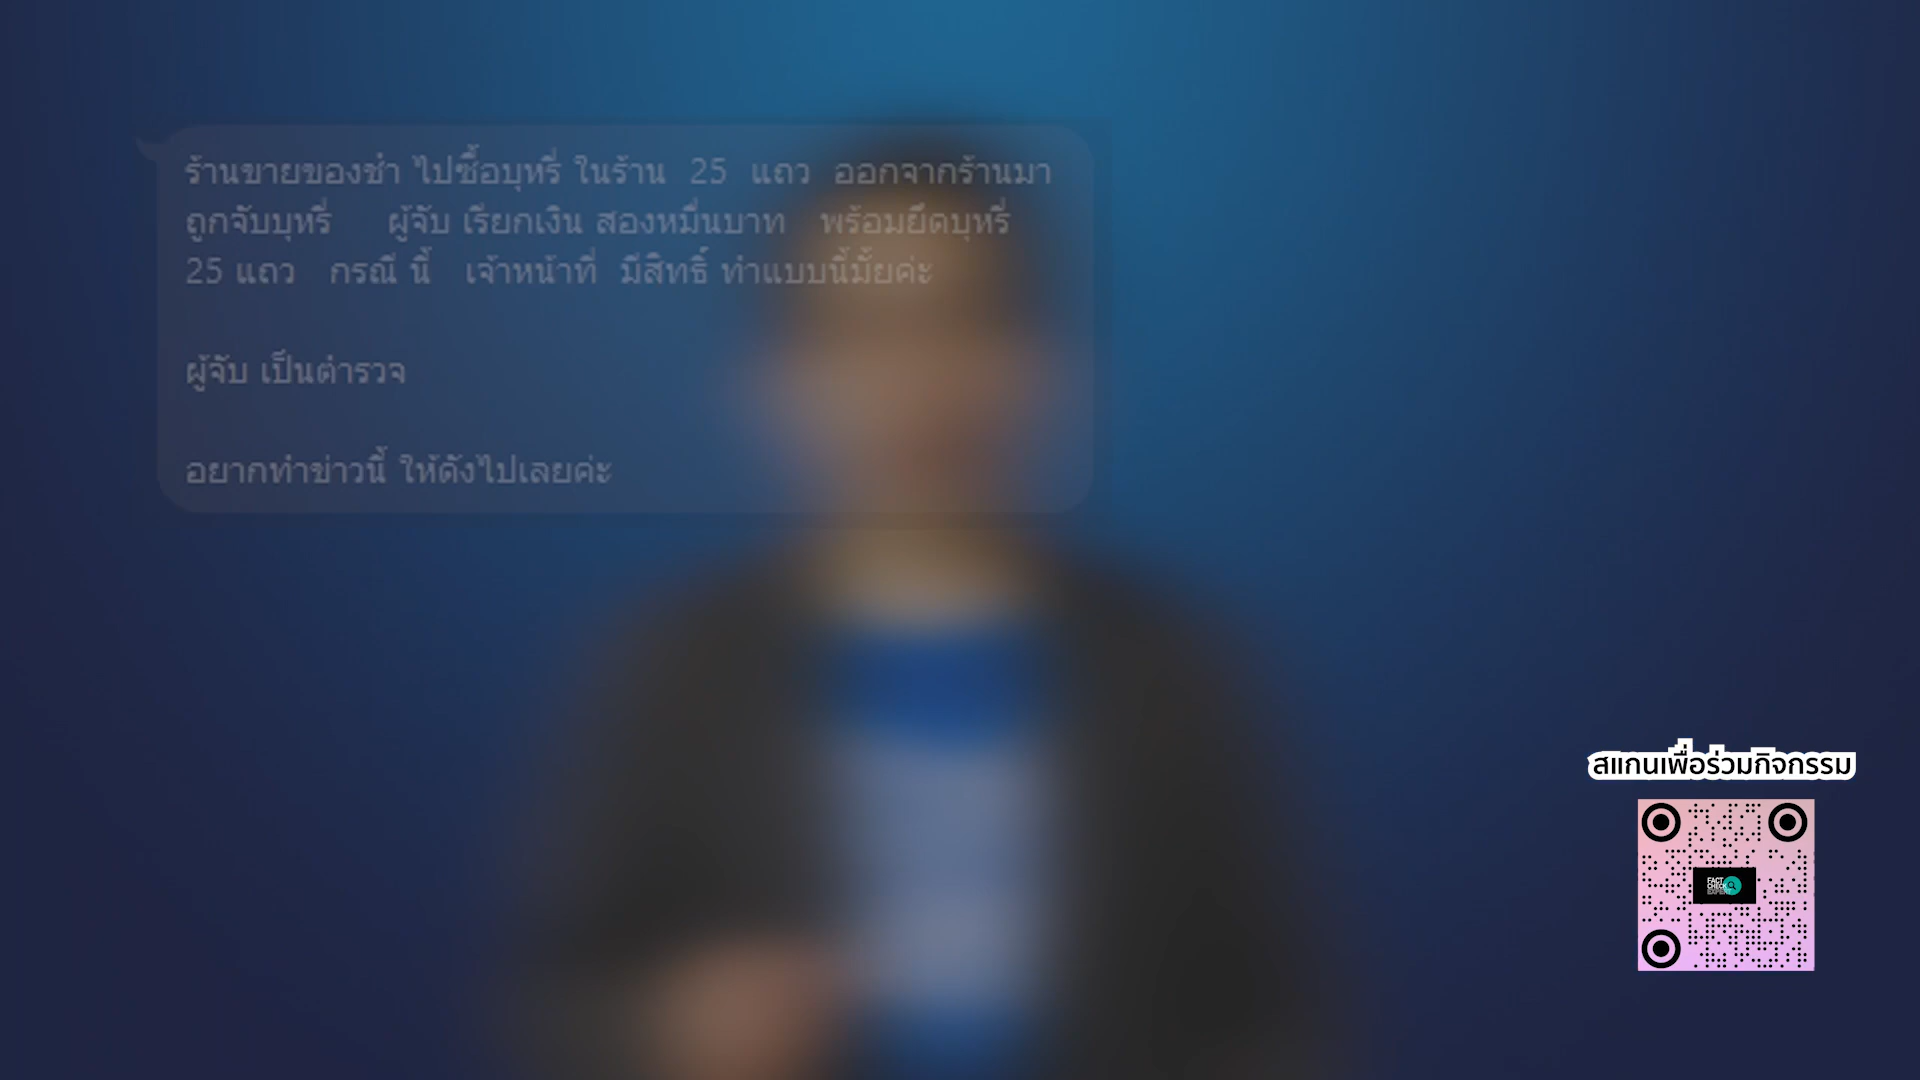 ร้านขายของชำ ไปซื้อบุหรี่ ในร้าน 25 แถว ออกจากร้านมา
ถูกจับบุหรี่ ผู้จับ เรียกเงิน สองหมื่นบาท พร้อมยึดบุหรี่
25 แถว กรณี นี้ เจ้าหน้าที่ มีสิทธิ์ ทำแบบนี้มั้ยค่ะ
ผู้จับ เป็นตำรวจ
อยากทำข่าวนี้ ให้ดังไปเลยค่ะ
สแกนเพื่อร่วมกิจกรรม
FACT
CHECK